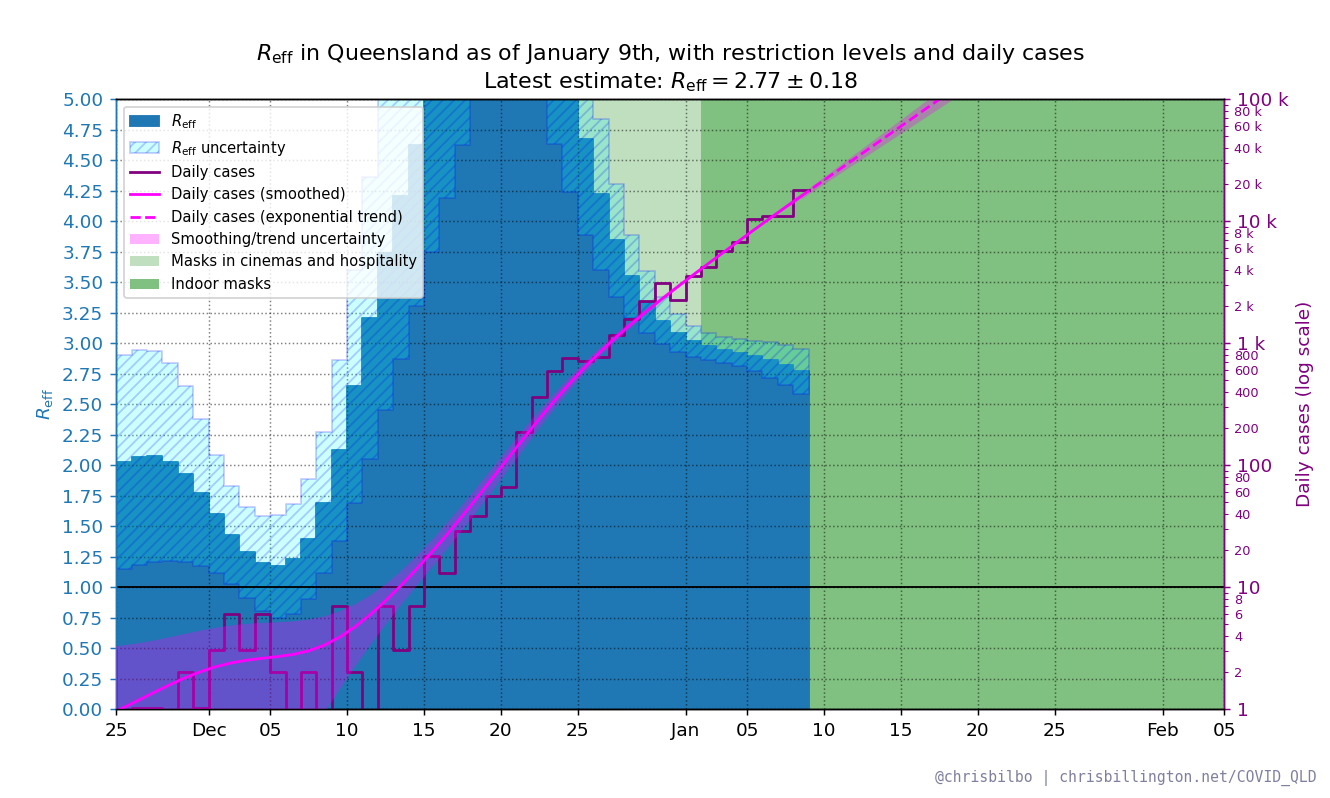 Reff in Queensland as of January 9th, with restriction levels and daily cases
Latest estimate: Reff = 2.77 ± 0.18
Reff
Reff uncertainty
Daily cases
Daily cases (smoothed)
Daily cases (exponential trend)
Smoothing/trend uncertainty
Masks in cinemas and hospitality
Indoor masks
Reff
5.00
4.75
4.50
4.25
4.00
3.75
3.50
3.25
3.00
2.75
2.50
2.25
2.00
1.75
1.50
1.25
1.00
0.75
0.50
0.25
0.00
25 Dec 05 10 15 20 25 Jan 05 10 15 20 25 Feb 05
100 k
80 k
60 k
40 k
20 k
10 k
8 k
6 k
4 k
2 k
1 k
800
600
400
200
100
80
60
40
20
10
8
6
4
2
1
Daily cases (log scale)
@chrisbilbo | chrisbillington.net/COVID_QLD